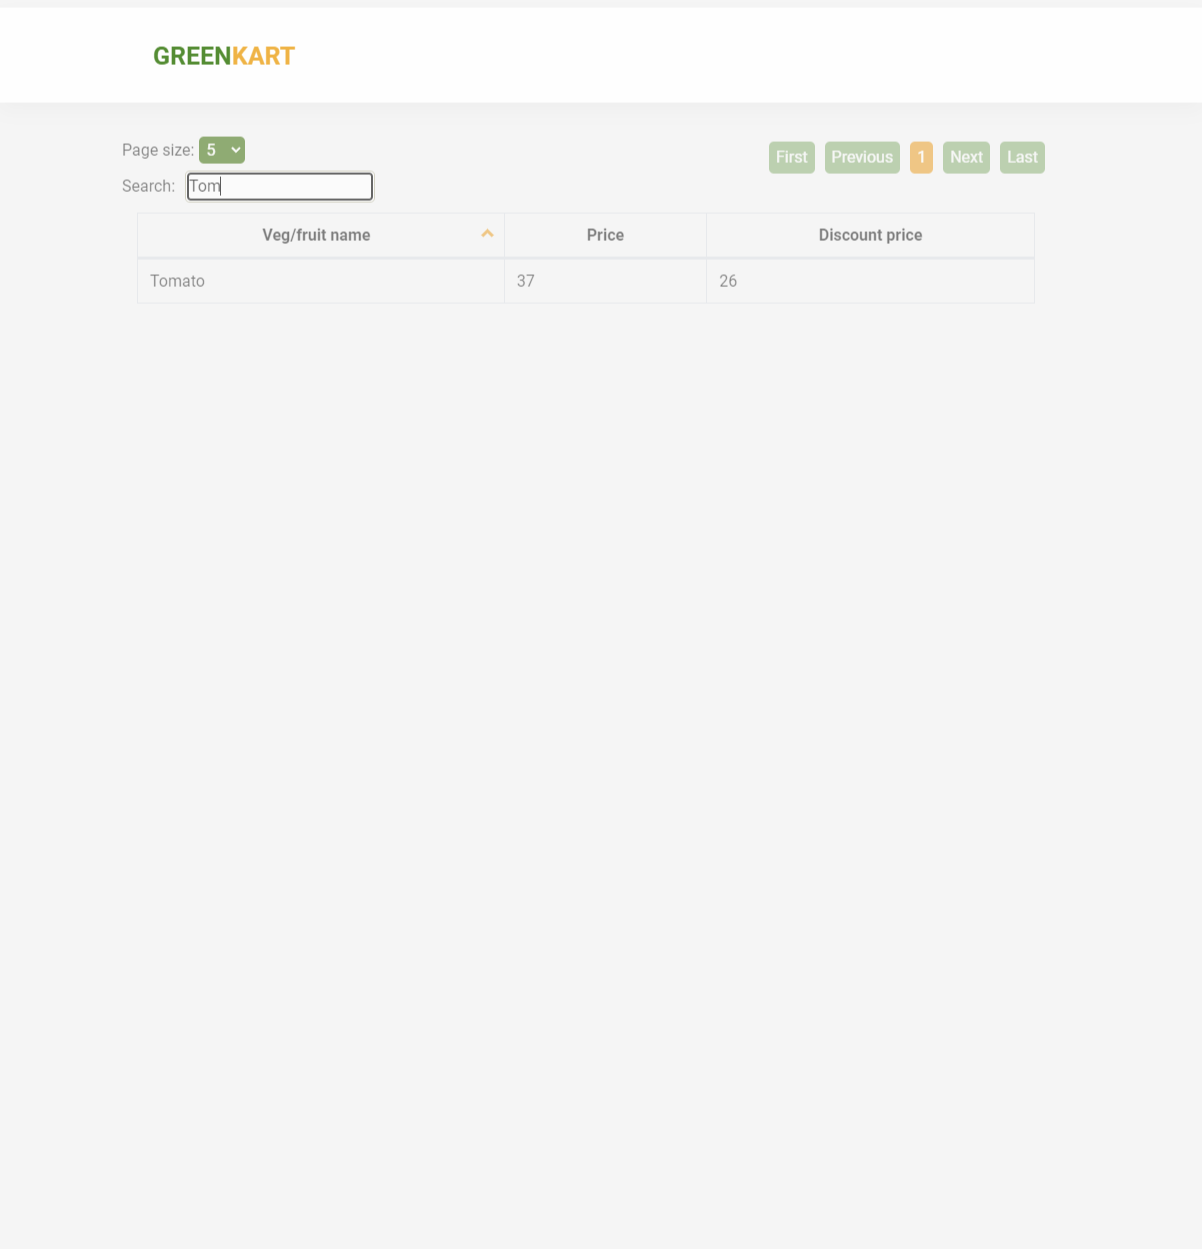 GREENKART
Page size: 5
First Previous 1 Next Last
Search: Tom
Veg/fruit name Price Discount price
Tomato 37 26